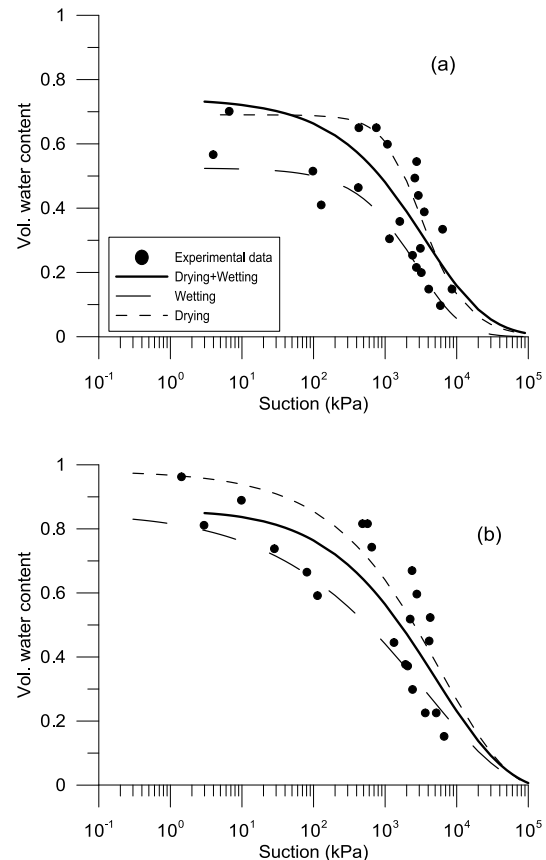 1
(a)
0.8
0.6
0.4
0.2
0
Vol. water content
Experimental data
Drying+Wetting
Wetting
Drying
10-1 100 101 102 103 104 105
Suction (kPa)
1
(b)
0.8
0.6
0.4
0.2
0
Vol. water content
10-1 100 101 102 103 104 105
Suction (kPa)